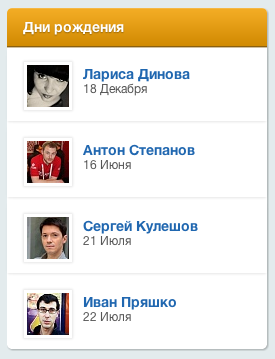 Дни рождения
Лариса Динова
18 Декабря
Антон Степанов
16 Июня
Сергей Кулешов
21 Июля
Иван Пряшко
22 Июля